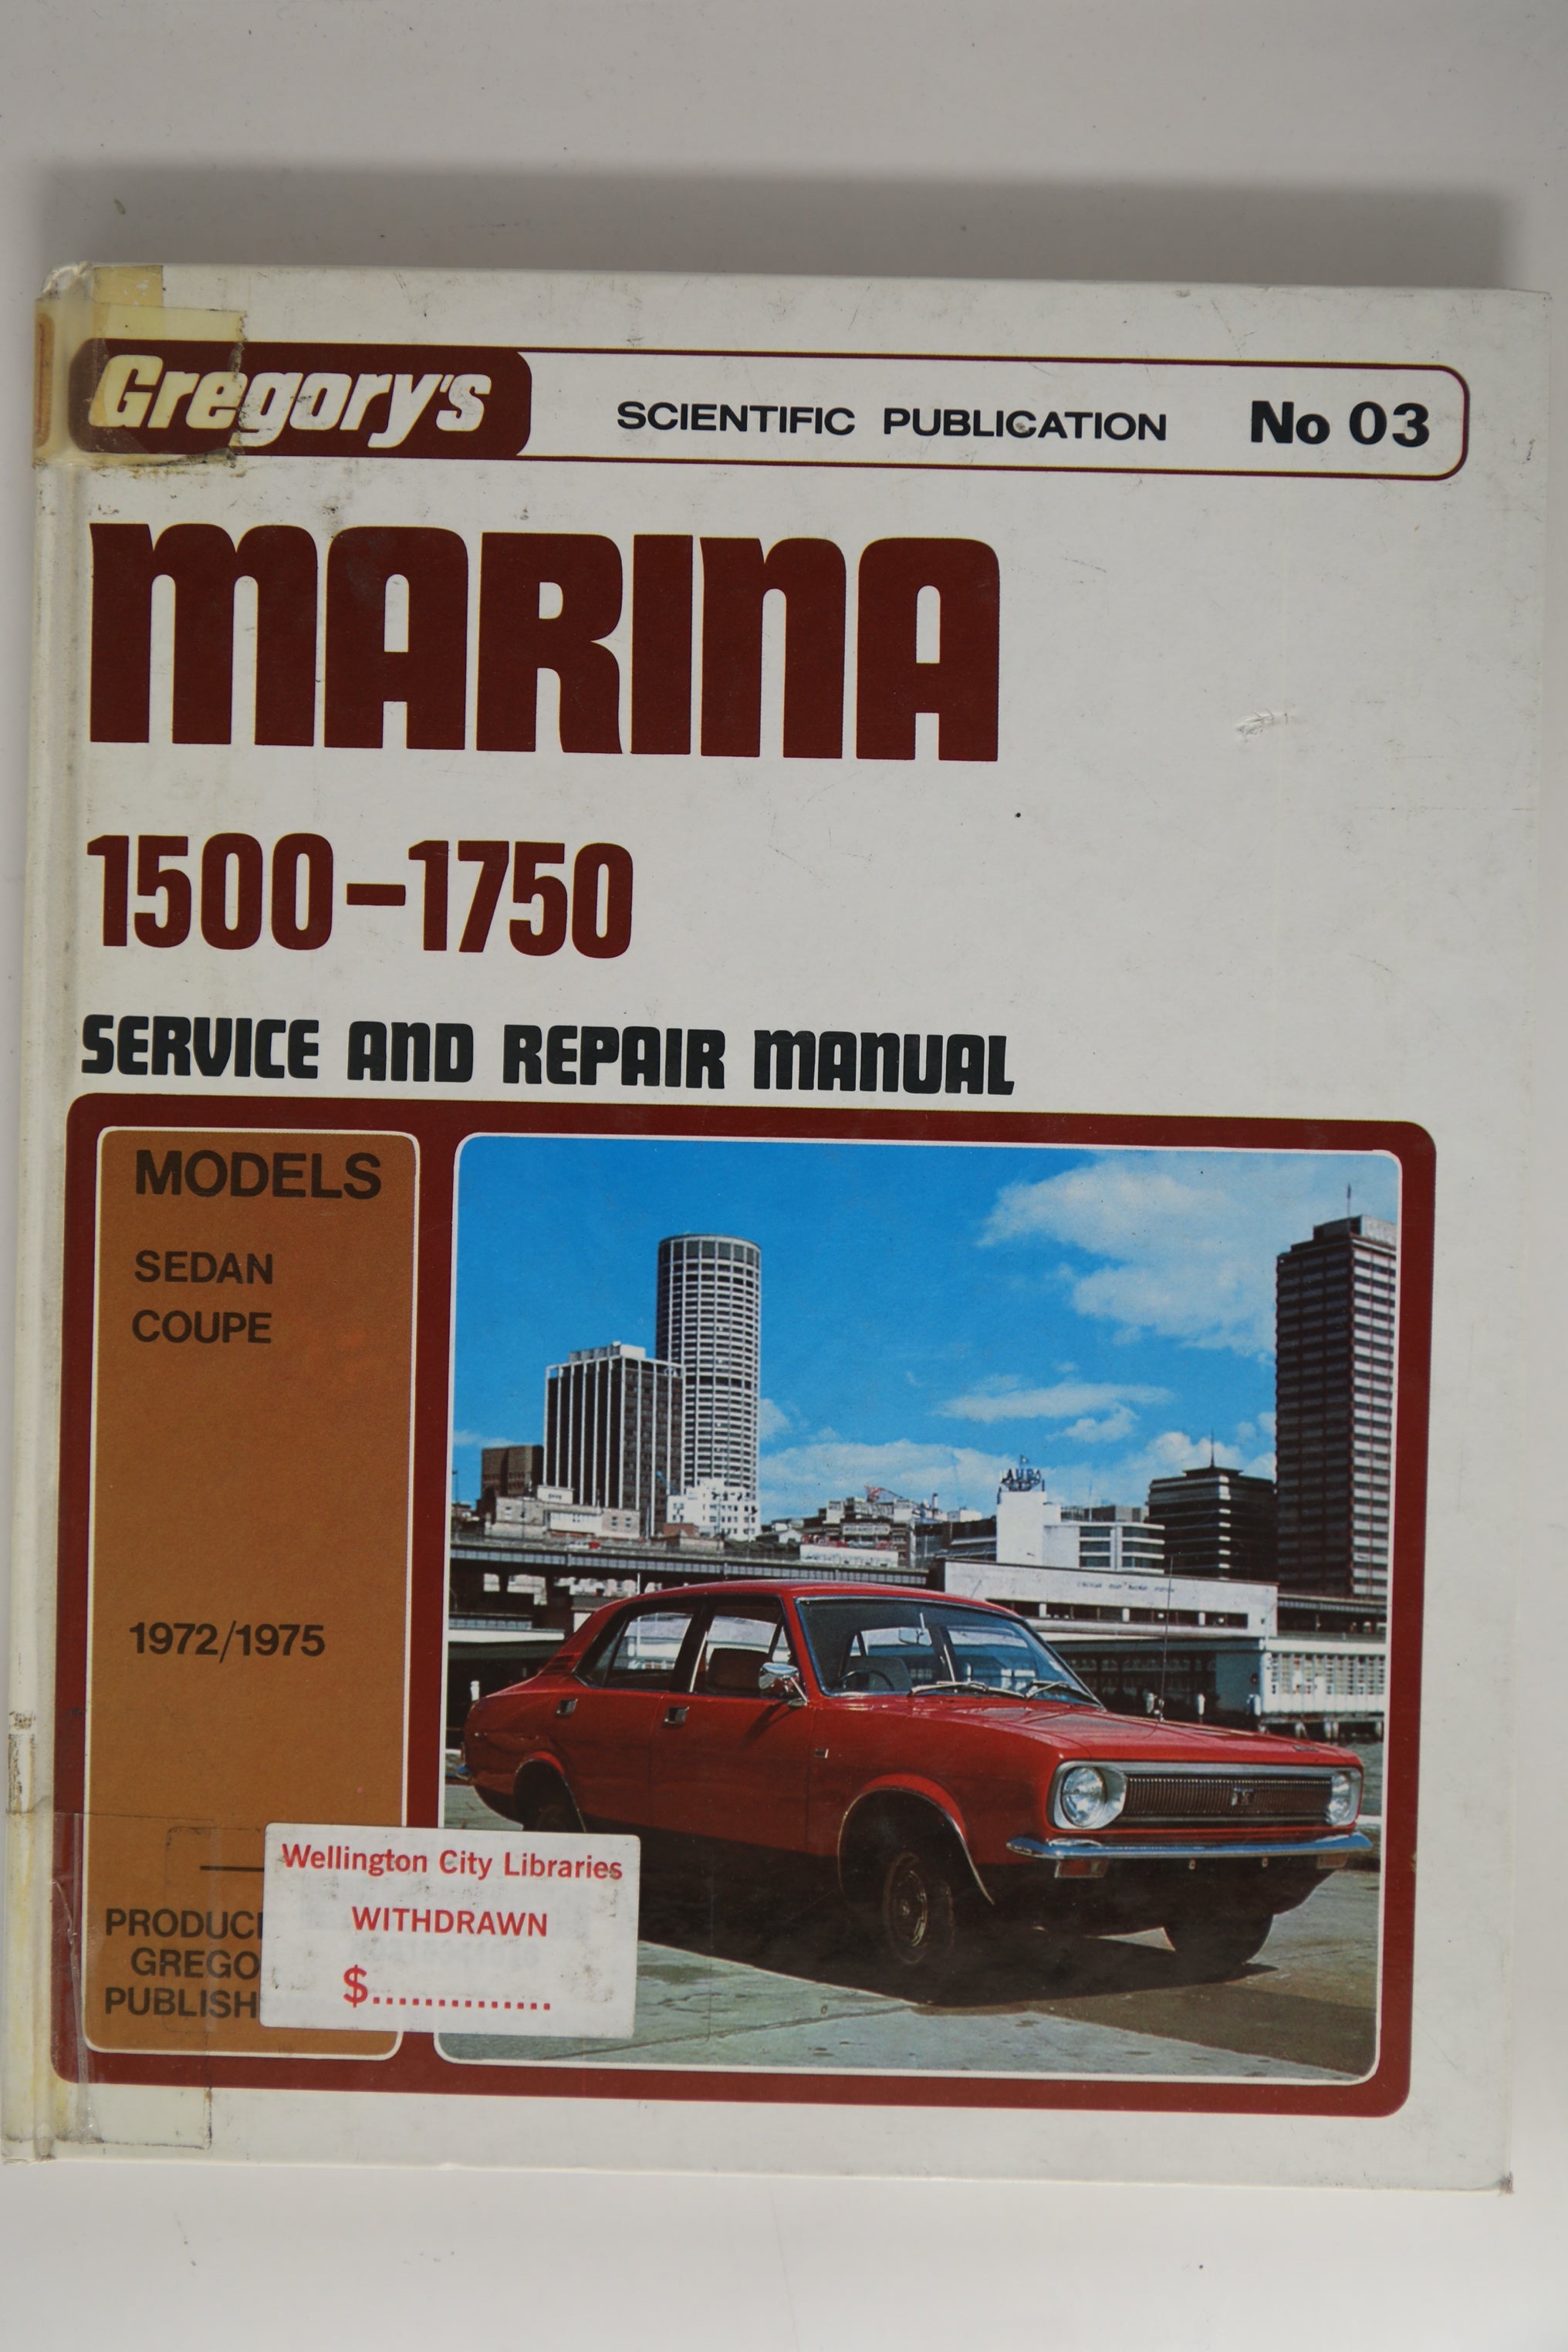 Gregory's SCIENTIFIC PUBLICATION No 03
MARINA
1500-1750
SERVICE AND REPAIR MANUAL
MODELS
SEDAN
COUPE
1972/1975
Wellington City Libraries
WITHDRAWN
$..............